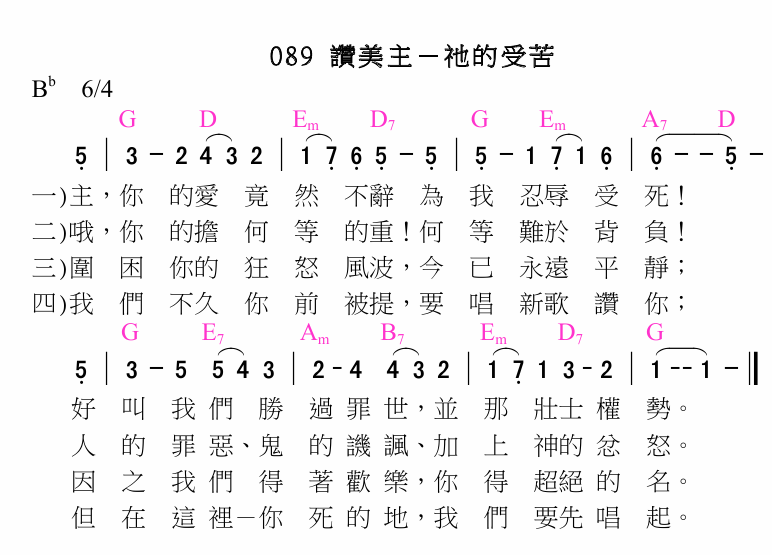 089 讚美主－祂的受苦
B♭ 6/4
G D Em D7 G Em A7 D
5 | 3 - 2 4 3 2 | 1 7 6 5 - 5 | 5 - 1 7 1 6 | 6 - - 5 -
一)主，你 的愛 竟 然 不辭 為 我 忍辱 受 死！
二)哦，你 的擔 何 等 的重！何 等 難於 背 負！
三)圍 困 你的 狂 怒 風波，今 已 永遠 平 靜；
四)我 們 不久 你 前 被提，要 唱 新歌 讚 你；
G E7 Am B7 Em D7 G
5 | 3 - 5 5 4 3 | 2 - 4 4 3 2 | 1 7 1 3 - 2 | 1 - - 1 - ||
好 叫 我 們 勝 過 罪 世，並 那 壯士 權 勢。
人 的 罪 惡、鬼 的 譏 諷、加 上 神的 忿 怒。
因 之 我 們 得 著 歡 樂，你 得 超絕 的 名。
但 在 這 裡－你 死 的 地，我 們 要先 唱 起。